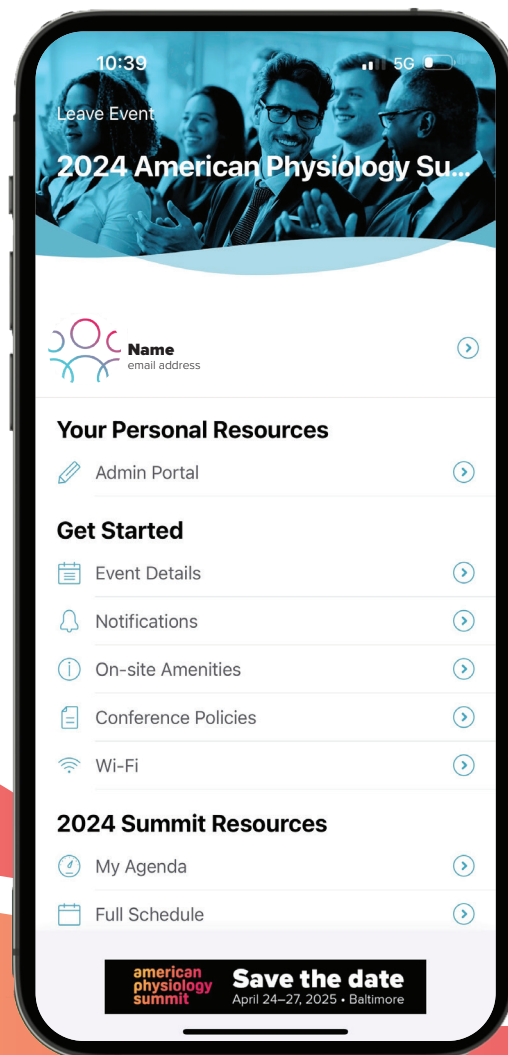 10:39
5G
Leave Event
2024 American Physiology Su...
Name
email address
Your Personal Resources
Admin Portal
Get Started
Event Details
Notifications
On-site Amenities
Conference Policies
Wi-Fi
2024 Summit Resources
My Agenda
Full Schedule
american
physiology
summit
Save the date
April 24–27, 2025 • Baltimore